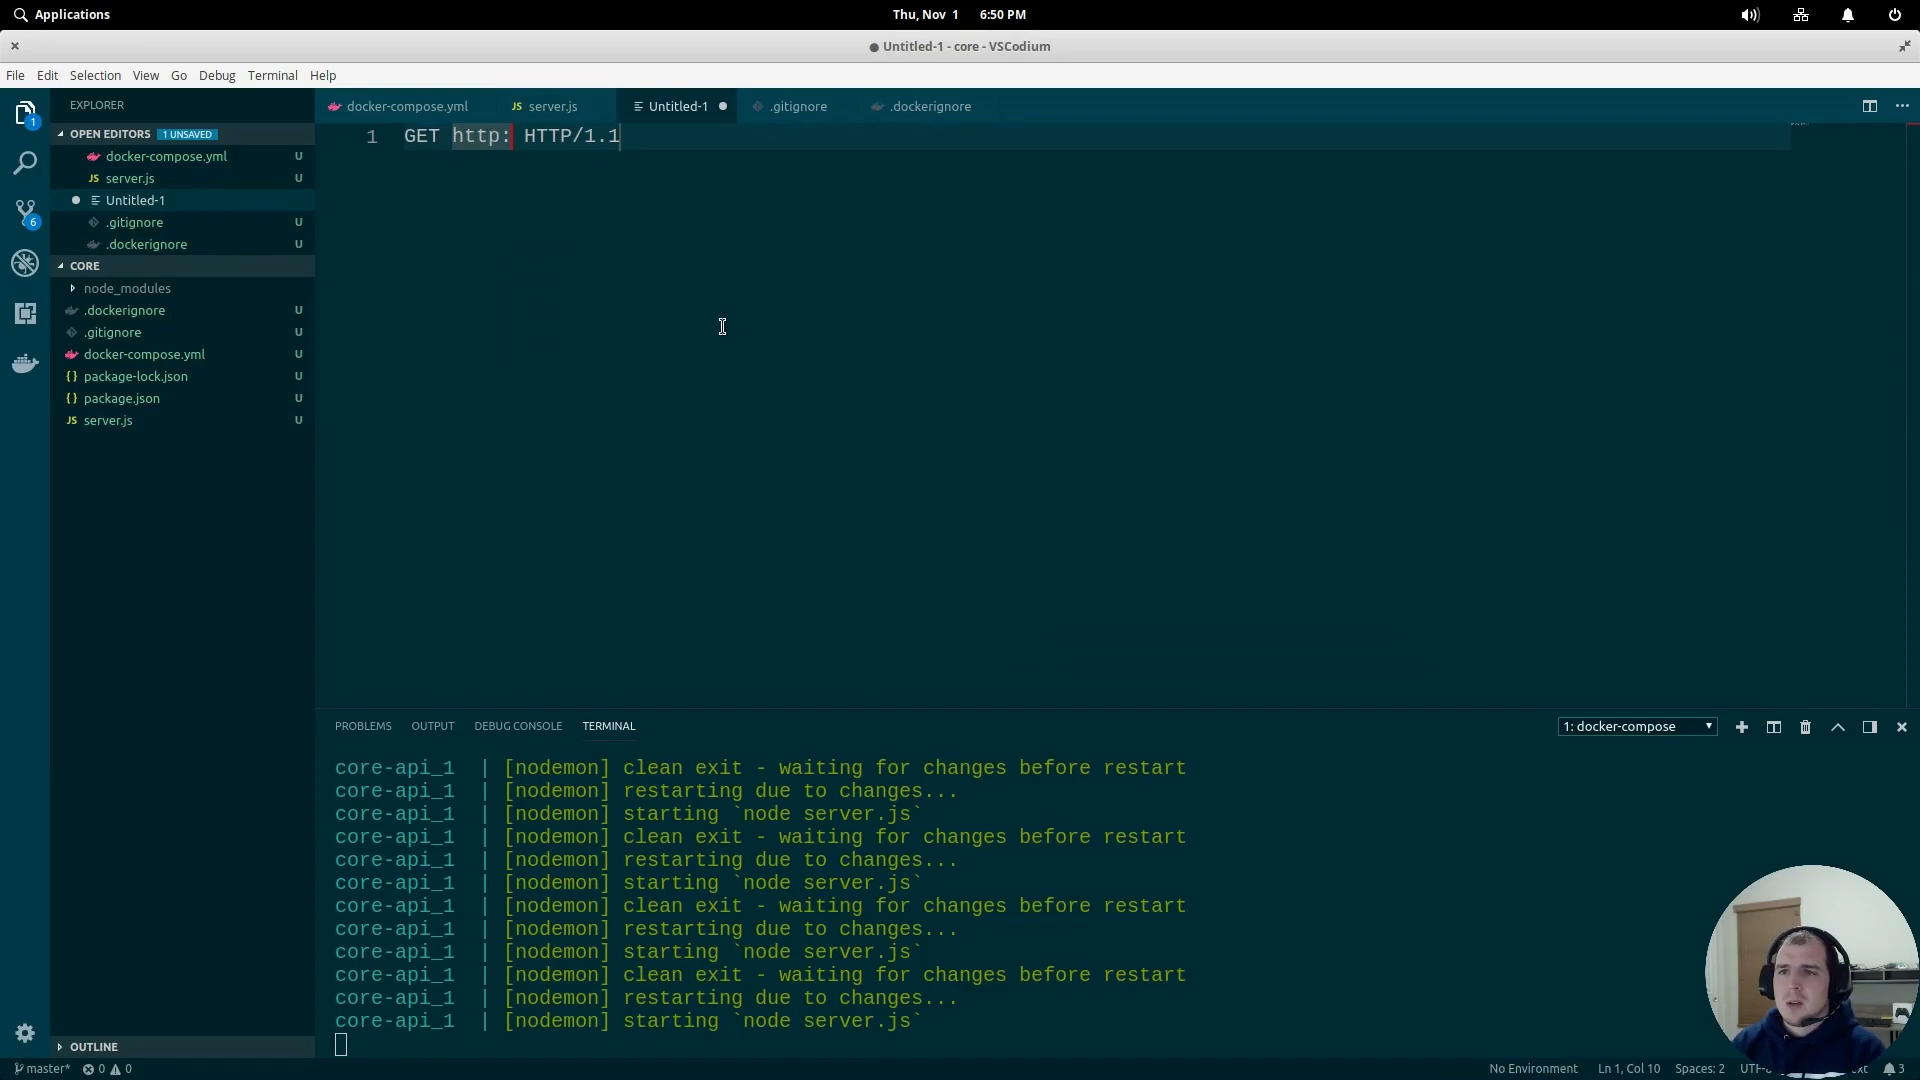 Applications
Thu, Nov 1 6:50 PM
Untitled-1 - core - VSCodium
File Edit Selection View Go Debug Terminal Help
EXPLORER
OPEN EDITORS 1 UNSAVED
docker-compose.yml U
JS server.js U
Untitled-1
.gitignore U
.dockerignore U
CORE
node_modules
.dockerignore U
.gitignore U
docker-compose.yml U
{} package-lock.json U
{} package.json U
JS server.js U
OUTLINE
1
6
docker-compose.yml JS server.js Untitled-1 .gitignore .dockerignore
1 GET http: HTTP/1.1
PROBLEMS OUTPUT DEBUG CONSOLE TERMINAL
1: docker-compose
core-api_1 | [nodemon] clean exit - waiting for changes before restart
core-api_1 | [nodemon] restarting due to changes...
core-api_1 | [nodemon] starting `node server.js`
core-api_1 | [nodemon] clean exit - waiting for changes before restart
core-api_1 | [nodemon] restarting due to changes...
core-api_1 | [nodemon] starting `node server.js`
core-api_1 | [nodemon] clean exit - waiting for changes before restart
core-api_1 | [nodemon] restarting due to changes...
core-api_1 | [nodemon] starting `node server.js`
core-api_1 | [nodemon] clean exit - waiting for changes before restart
core-api_1 | [nodemon] restarting due to changes...
core-api_1 | [nodemon] starting `node server.js`
master* 0 0
No Environment Ln 1, Col 10 Spaces: 2 3